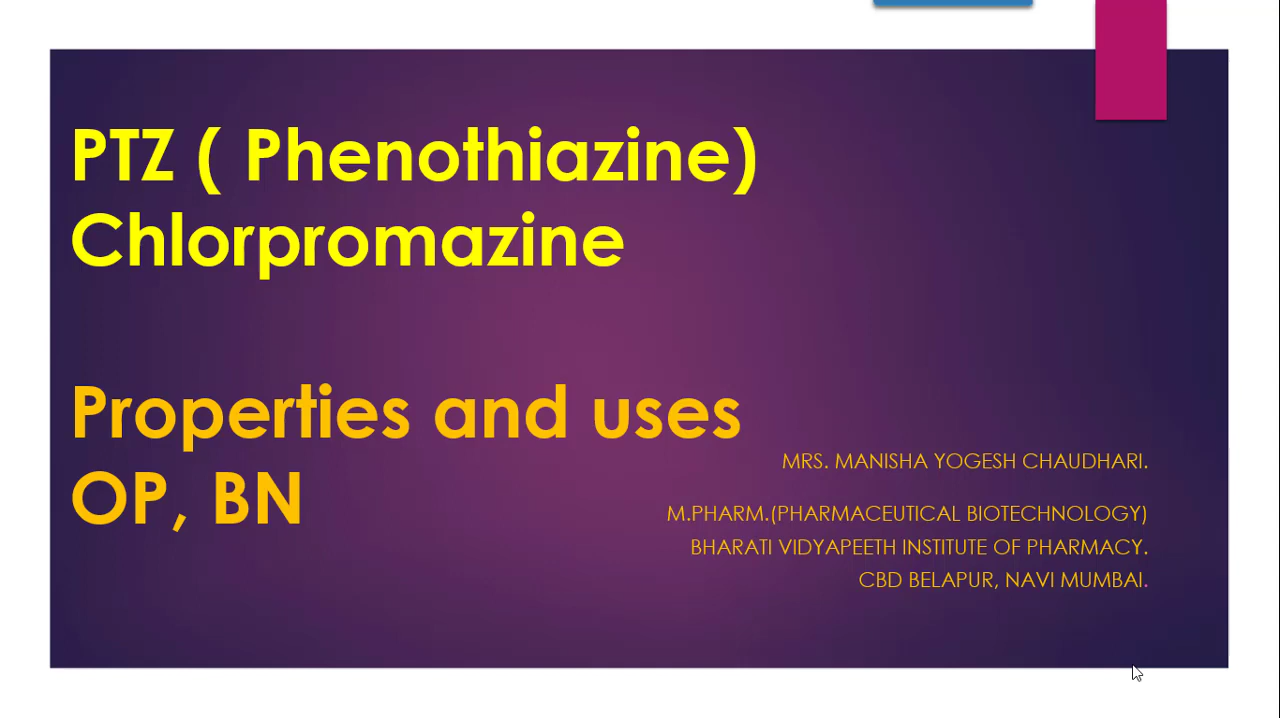 PTZ ( Phenothiazine)
Chlorpromazine
Properties and uses
OP, BN
MRS. MANISHA YOGESH CHAUDHARI.
M.PHARM.(PHARMACEUTICAL BIOTECHNOLOGY)
BHARATI VIDYAPEETH INSTITUTE OF PHARMACY.
CBD BELAPUR, NAVI MUMBAI.